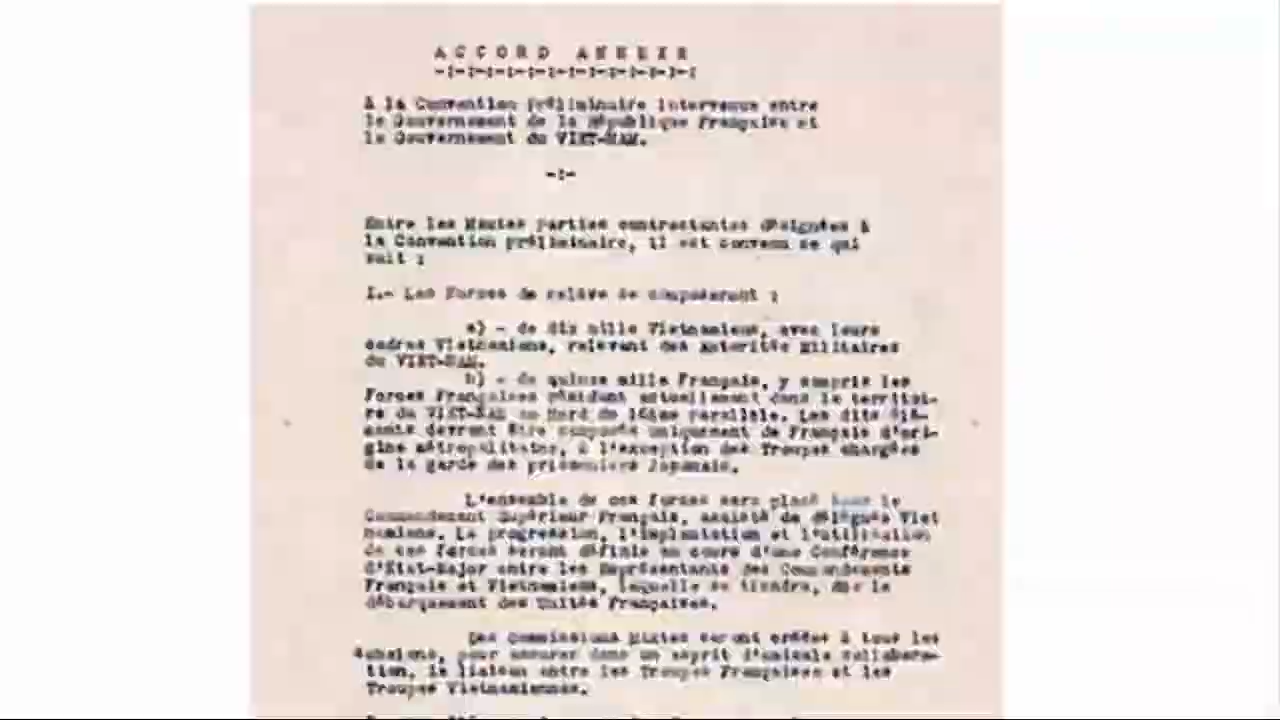 ACCORD ANNEXE
-:-:-:-:-:-:-:-:-:-:-:-:-:
à la Convention préliminaire intervenue entre
le Gouvernement de la République Française et
le Gouvernement du VIET-NAM.
-:-
Entre les Hautes parties contractantes désignées à
la Convention préliminaire, il est convenu ce qui
suit :
I.- Les Forces de relève se composeront :
a) - de dix mille Vietnamiens, avec leurs
cadres Vietnamiens, relevant des autorités Militaires
du VIET-NAM.
b) - de quinze mille Français, y compris les
Forces Françaises résidant actuellement dans le territoi-
re du VIET-NAM au Nord du 16ème parallèle. Les dits élé-
ments devront être composés uniquement de Français d'ori-
gine métropolitaine, à l'exception des Troupes chargées
de la garde des prisonniers Japonais.
L'ensemble de ces forces sera placé sous le
Commandement Supérieur Français, assisté de délégués Viet
namiens. La progression, l'implantation et l'utilisation
de ces forces seront définis au cours d'une Conférence
d'Etat-Major entre les Représentants des Commandements
Français et Vietnamiens, laquelle se tiendra, dès le
débarquement des Unités Françaises.
Des Commissions mixtes seront créées à tous les
échelons, pour assurer dans un esprit d'amicale collabora-
tion, la liaison entre les Troupes Françaises et les
Troupes Vietnamiennes.